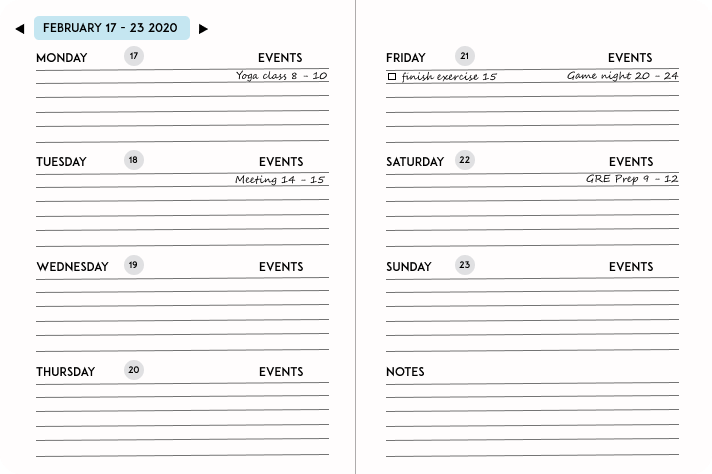 FEBRUARY 17 - 23 2020
MONDAY 17 EVENTS
Yoga class 8 - 10
TUESDAY 18 EVENTS
Meeting 14 - 15
WEDNESDAY 19 EVENTS
THURSDAY 20 EVENTS
FRIDAY 21 EVENTS
finish exercise 15 Game night 20 - 24
SATURDAY 22 EVENTS
GRE Prep 9 - 12
SUNDAY 23 EVENTS
NOTES